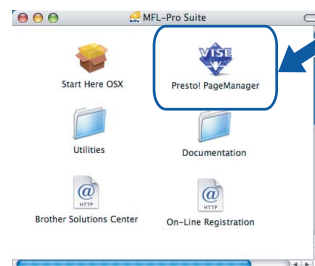 MFL-Pro Suite
VISE
Start Here OSX
Presto! PageManager
Utilities
Documentation
@
HTTP
@
HTTP
Brother Solutions Center
On-Line Registration